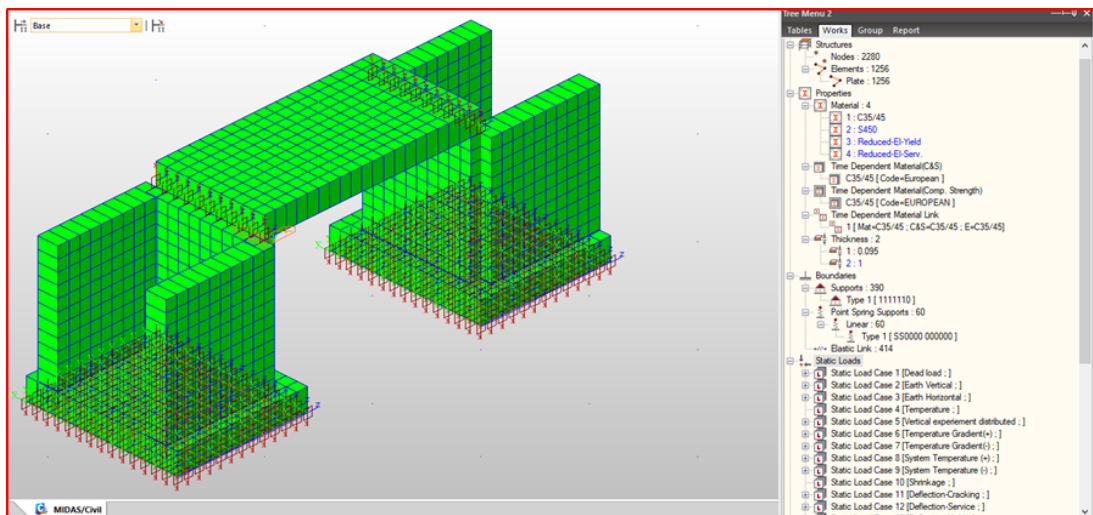 Base
Tree Menu 2
Tables Works Group Report
Structures
Nodes : 2280
Elements : 1256
Plate : 1256
Properties
Material : 4
1 : C35/45
2 : S450
3 : Reduced-EI-Yield
4 : Reduced-EI-Serv.
Time Dependent Material(C&S)
C35/45 [ Code=European ]
Time Dependent Material(Comp. Strength)
C35/45 [ Code=EUROPEAN ]
Time Dependent Material Link
1 [ Mat=C35/45 ; C&S=C35/45 ; E=C35/45]
Thickness : 2
1 : 0.095
2 : 1
Boundaries
Supports : 390
Type 1 [ 1111110 ]
Point Spring Supports : 60
Linear : 60
Type 1 [ SS0000 000000 ]
Elastic Link : 414
Static Loads
Static Load Case 1 [Dead load ; ]
Static Load Case 2 [Earth Vertical ; ]
Static Load Case 3 [Earth Horizontal ; ]
Static Load Case 4 [Temperature ; ]
Static Load Case 5 [Vertical experiement distributed ; ]
Static Load Case 6 [Temperature Gradient(+) ; ]
Static Load Case 7 [Temperature Gradient(-) ; ]
Static Load Case 8 [System Temperature (+) ; ]
Static Load Case 9 [System Temperature (-) ; ]
Static Load Case 10 [Shrinkage ; ]
Static Load Case 11 [Deflection-Cracking ; ]
Static Load Case 12 [Deflection-Service ; ]
MIDAS/Civil